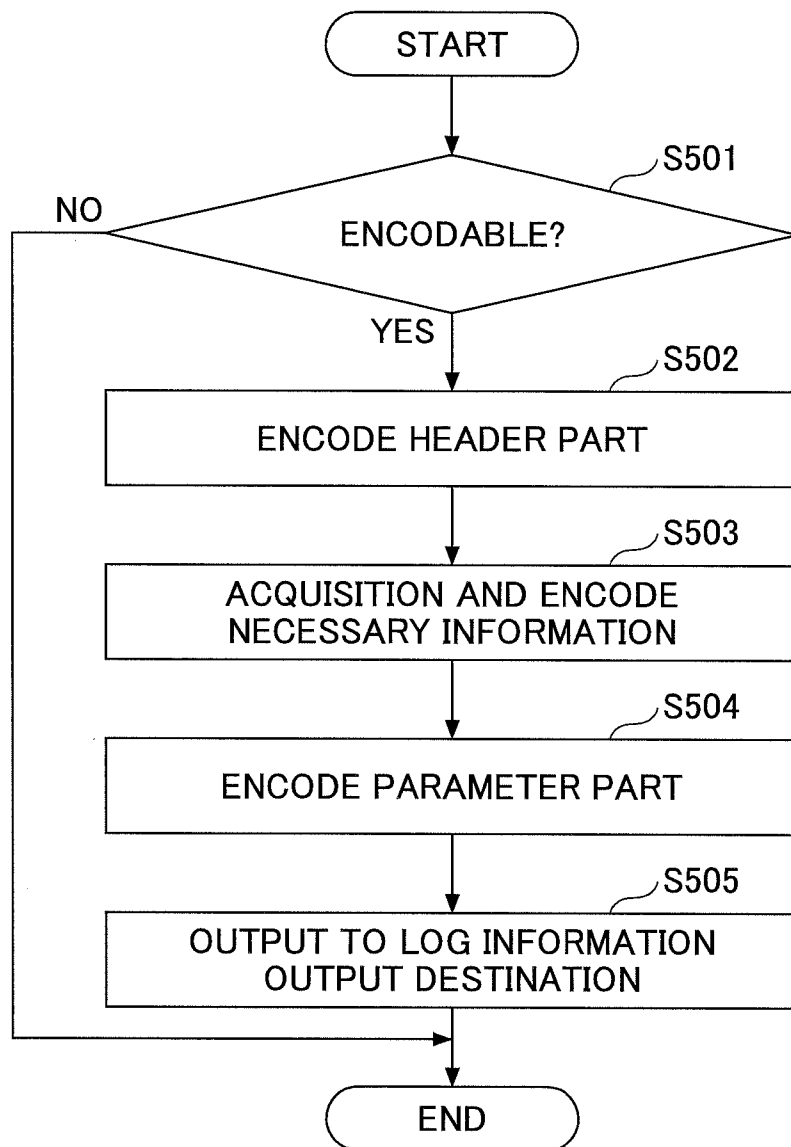 START
S501
NO
ENCODABLE?
YES
S502
ENCODE HEADER PART
S503
ACQUISITION AND ENCODE
NECESSARY INFORMATION
S504
ENCODE PARAMETER PART
S505
OUTPUT TO LOG INFORMATION
OUTPUT DESTINATION
END